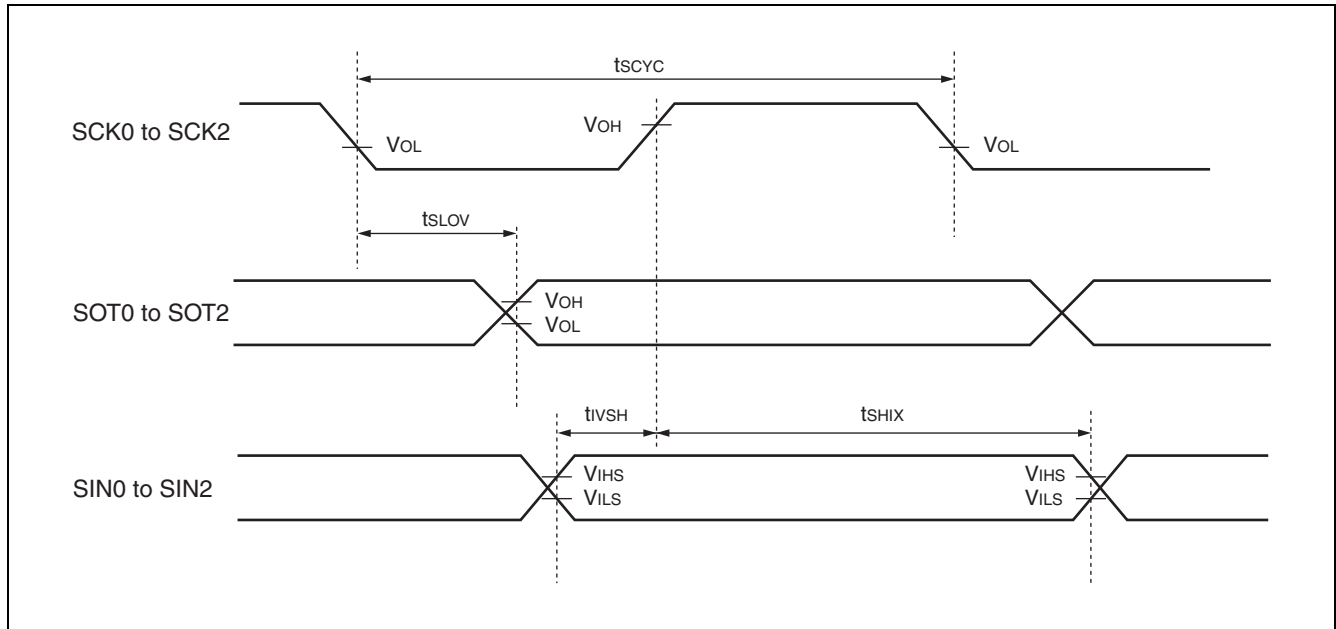 tSCYC
SCK0 to SCK2
VOL
VOH
VOL
tSLOV
SOT0 to SOT2
VOH
VOL
tIVSH
tSHIX
SIN0 to SIN2
VIHS
VILS
VIHS
VILS